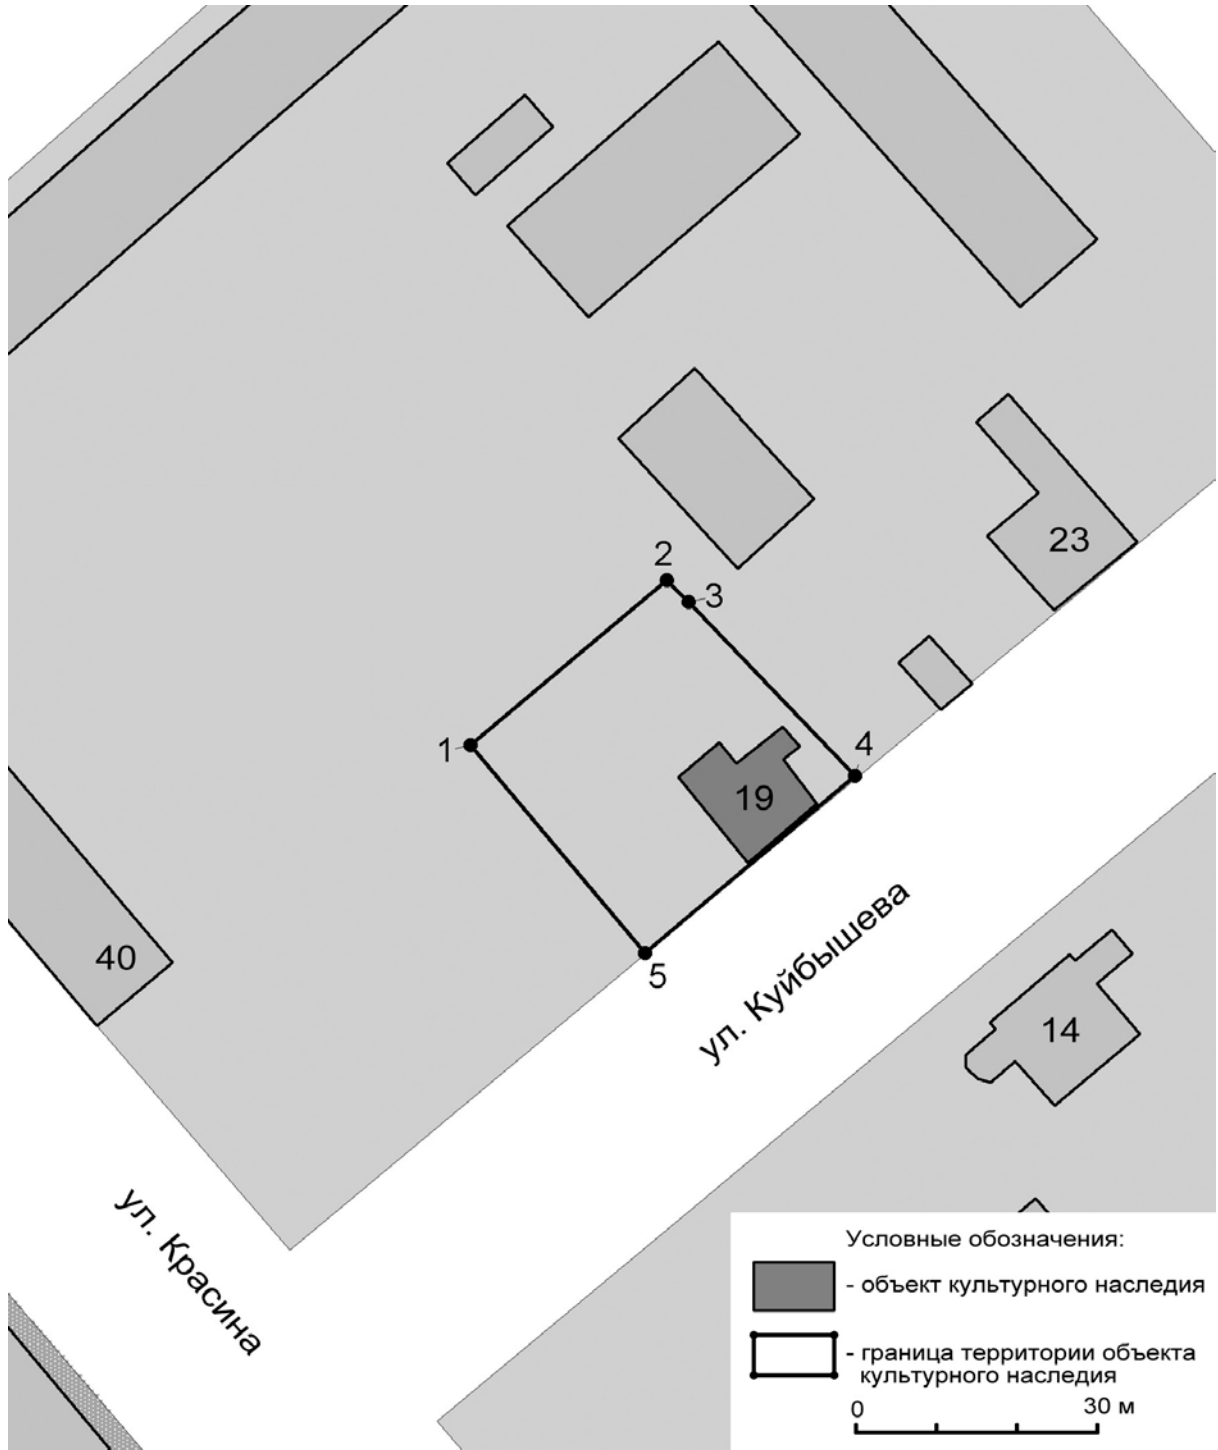 2
3
23
1
4
19
40
5
ул. Куйбышева
14
ул. Красина
Условные обозначения:
- объект культурного наследия
- граница территории объекта
культурного наследия
0 30 м